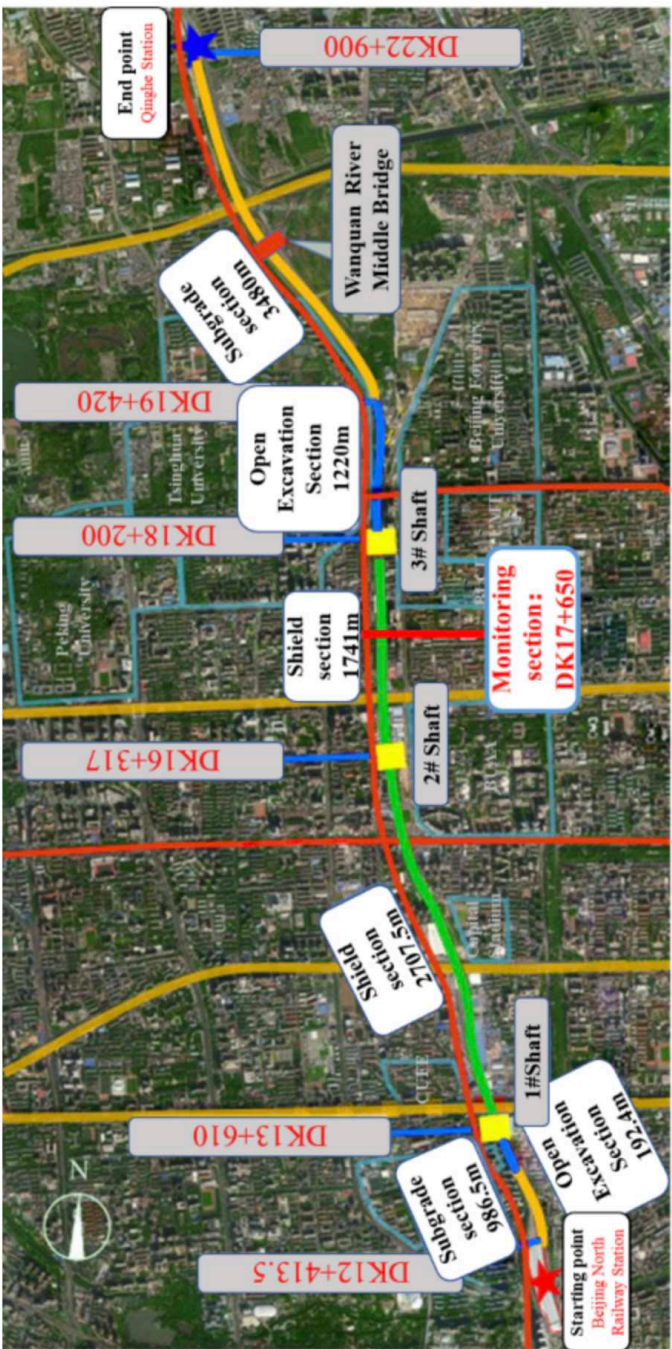 End point
Qinghe Station
DK22+900
Wanquan River
Middle Bridge
Subgrade
section
3480m
DK19+420
Open
Excavation
Section
1220m
Tsinghua
University
Beijing Forestry
University
DK18+200
3# Shaft
Peking
University
Shield
section
1741m
Monitoring
section:
DK17+650
DK16+317
2# Shaft
Shield
section
2707.5m
1#Shaft
DK13+610
Open
Excavation
Section
192.4m
Subgrade
section
986.5m
N
DK12+413.5
Starting point
Beijing North
Railway Station